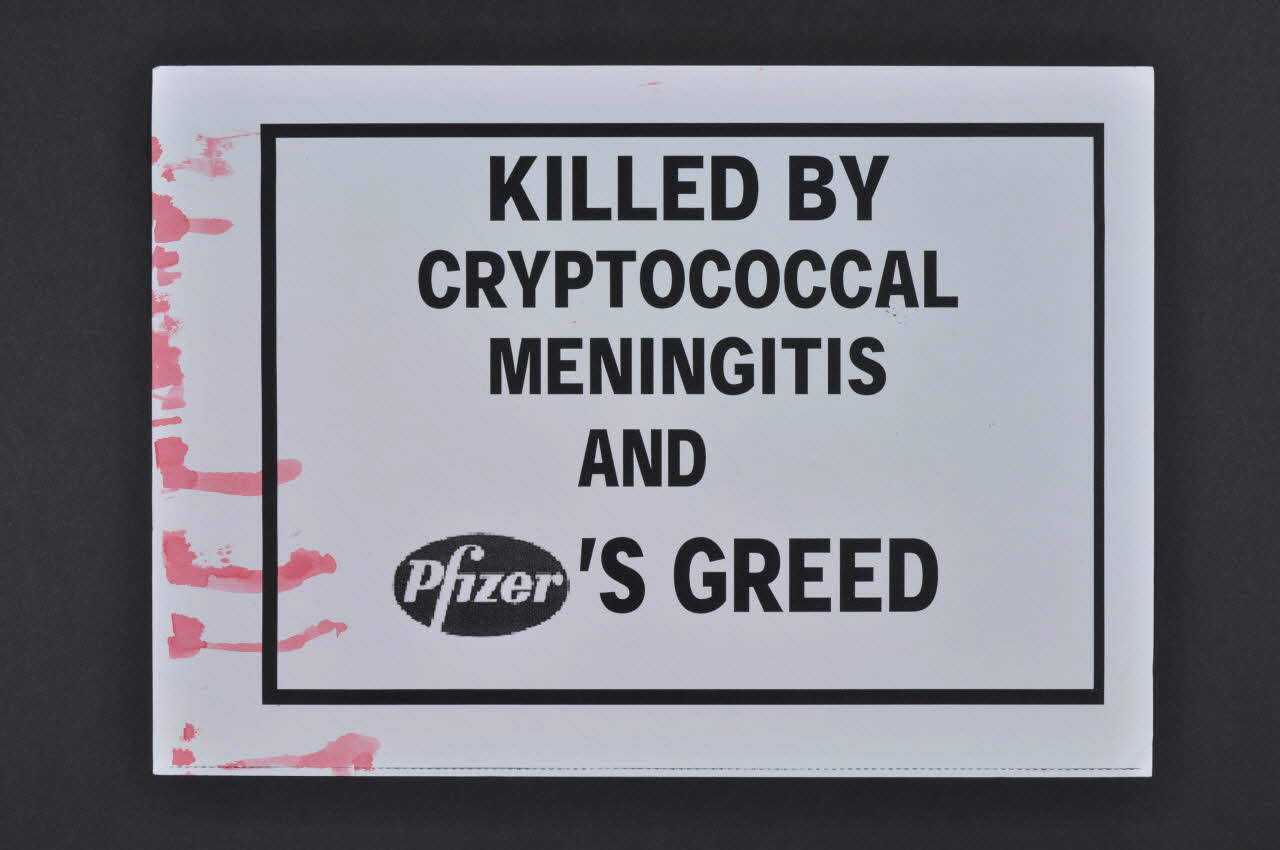 KILLED BY
CRYPTOCOCCAL
MENINGITIS
AND
Pfizer'S GREED